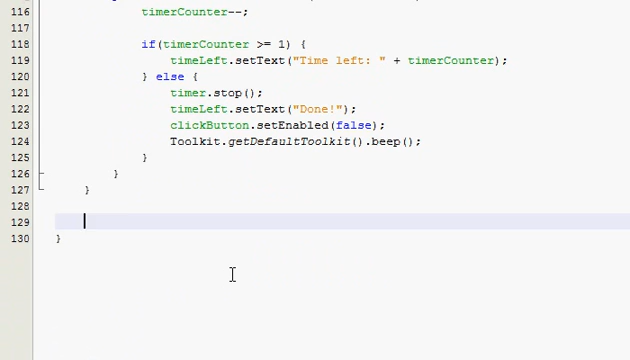 116 timerCounter--;
117
118 if(timerCounter >= 1) {
119 timeLeft.setText("Time left: " + timerCounter);
120 } else {
121 timer.stop();
122 timeLeft.setText("Done!");
123 clickButton.setEnabled(false);
124 Toolkit.getDefaultToolkit().beep();
125 }
126 }
127 }
128
129
130 }